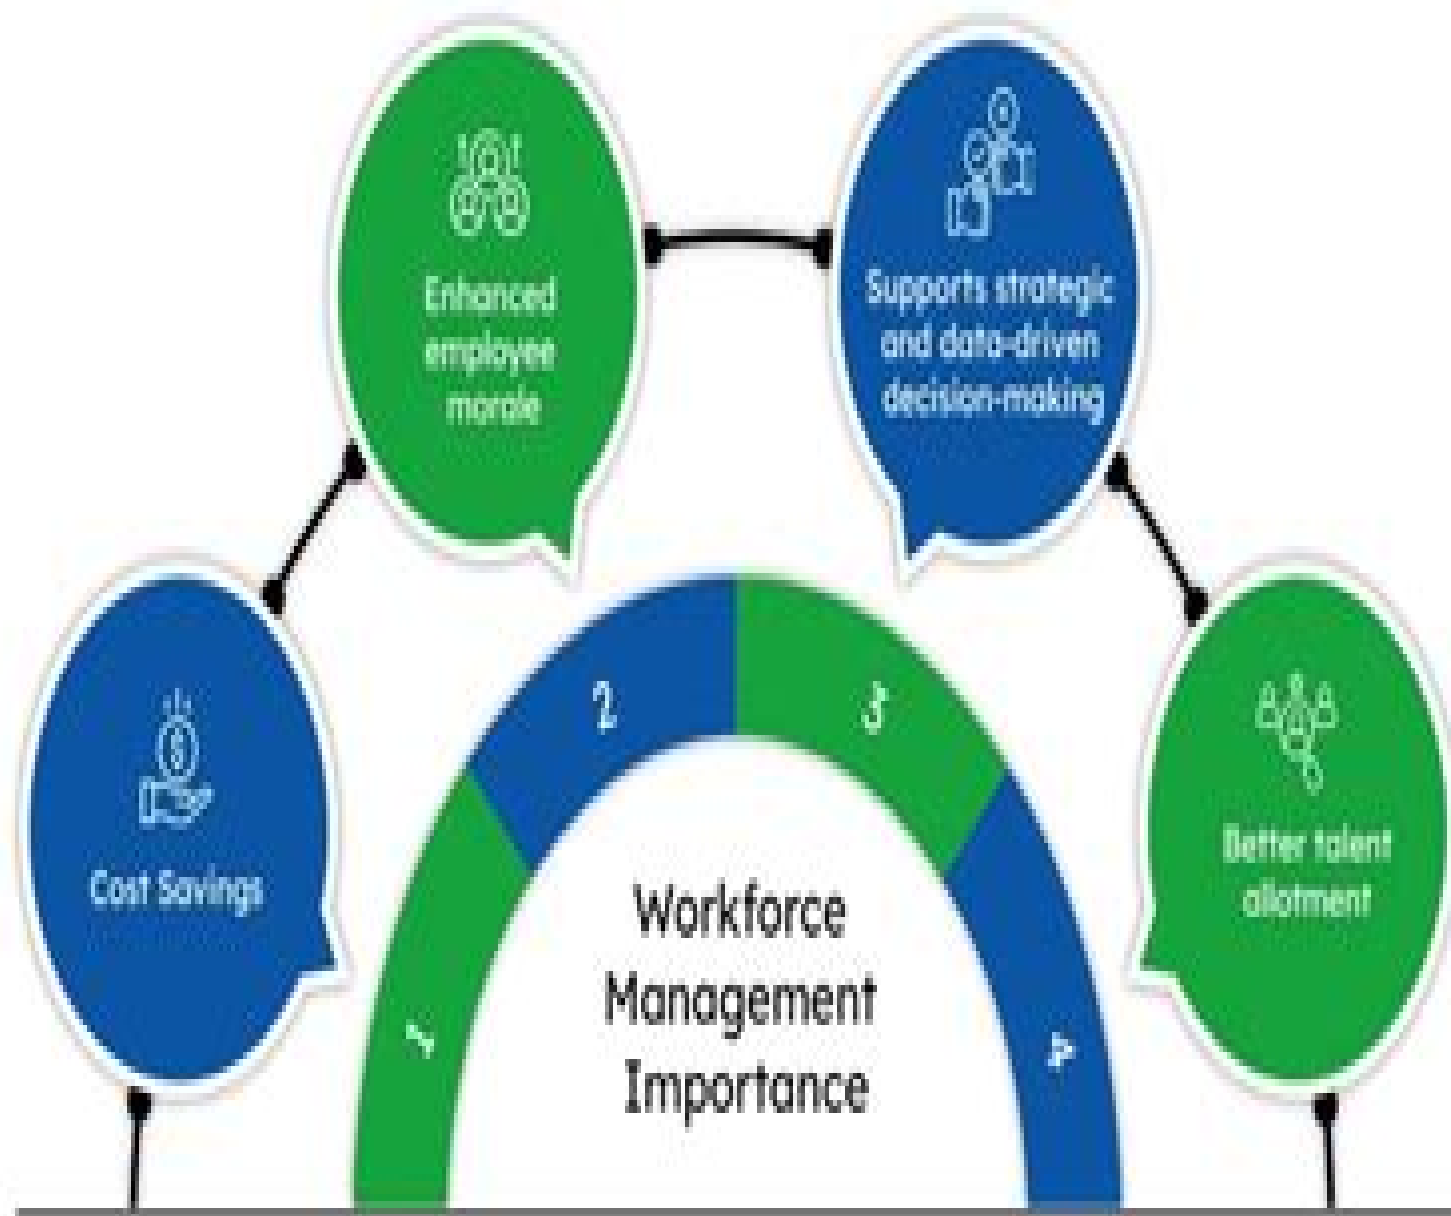 Enhanced
employee
morale
Supports strategic
and data-driven
decision-making
Cost Savings
Better talent
allotment
1
2
3
4
Workforce
Management
Importance